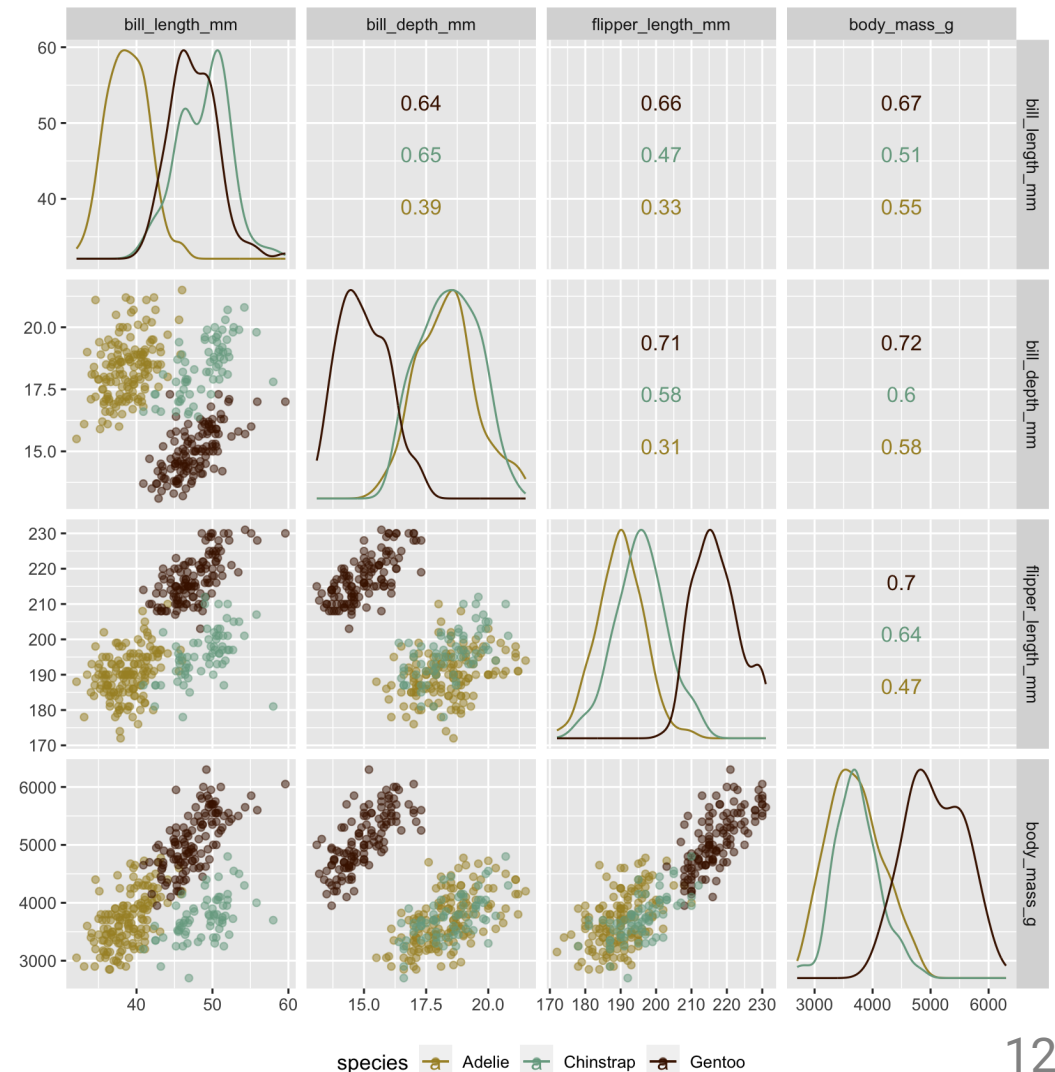 bill_length_mm bill_depth_mm flipper_length_mm body_mass_g
60
50
40
0.64 0.66 0.67
0.65 0.47 0.51
0.39 0.33 0.55
bill_length_mm
20.0
17.5
15.0
0.71 0.72
0.58 0.6
0.31 0.58
bill_depth_mm
230
220
210
200
190
180
170
0.7
0.64
0.47
flipper_length_mm
6000
5000
4000
3000
body_mass_g
40 50 60 15.0 17.5 20.0 170 180 190 200 210 220 230 3000 4000 5000 6000
species a Adelie a Chinstrap a Gentoo
12